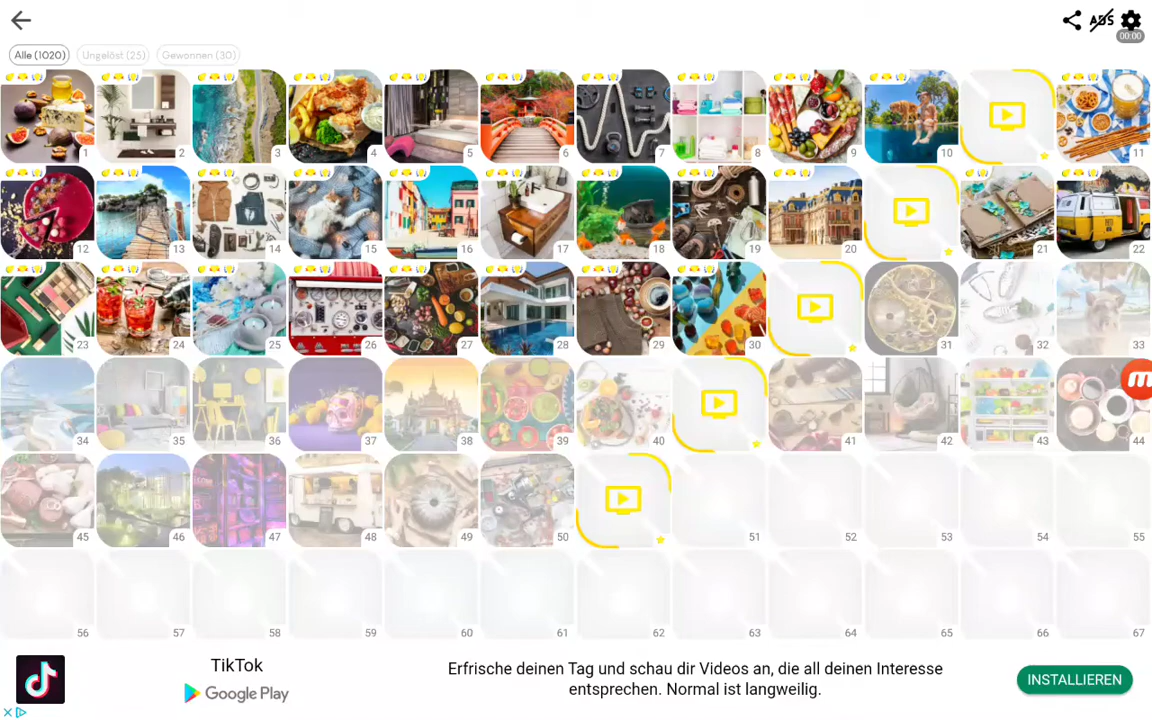 ADS
00:00
Alle (1020) Ungelöst (25) Gewonnen (30)
1 2 3 4 5 6 7 8 9 10 11
12 13 14 15 16 17 18 19 20 21 22
23 24 25 26 27 28 29 30 31 32 33
34 35 36 37 38 39 40 41 42 43 44
45 46 47 48 49 50 51 52 53 54 55
56 57 58 59 60 61 62 63 64 65 66 67
TikTok
Google Play
Erfrische deinen Tag und schau dir Videos an, die all deinen Interesse
entsprechen. Normal ist langweilig.
INSTALLIEREN